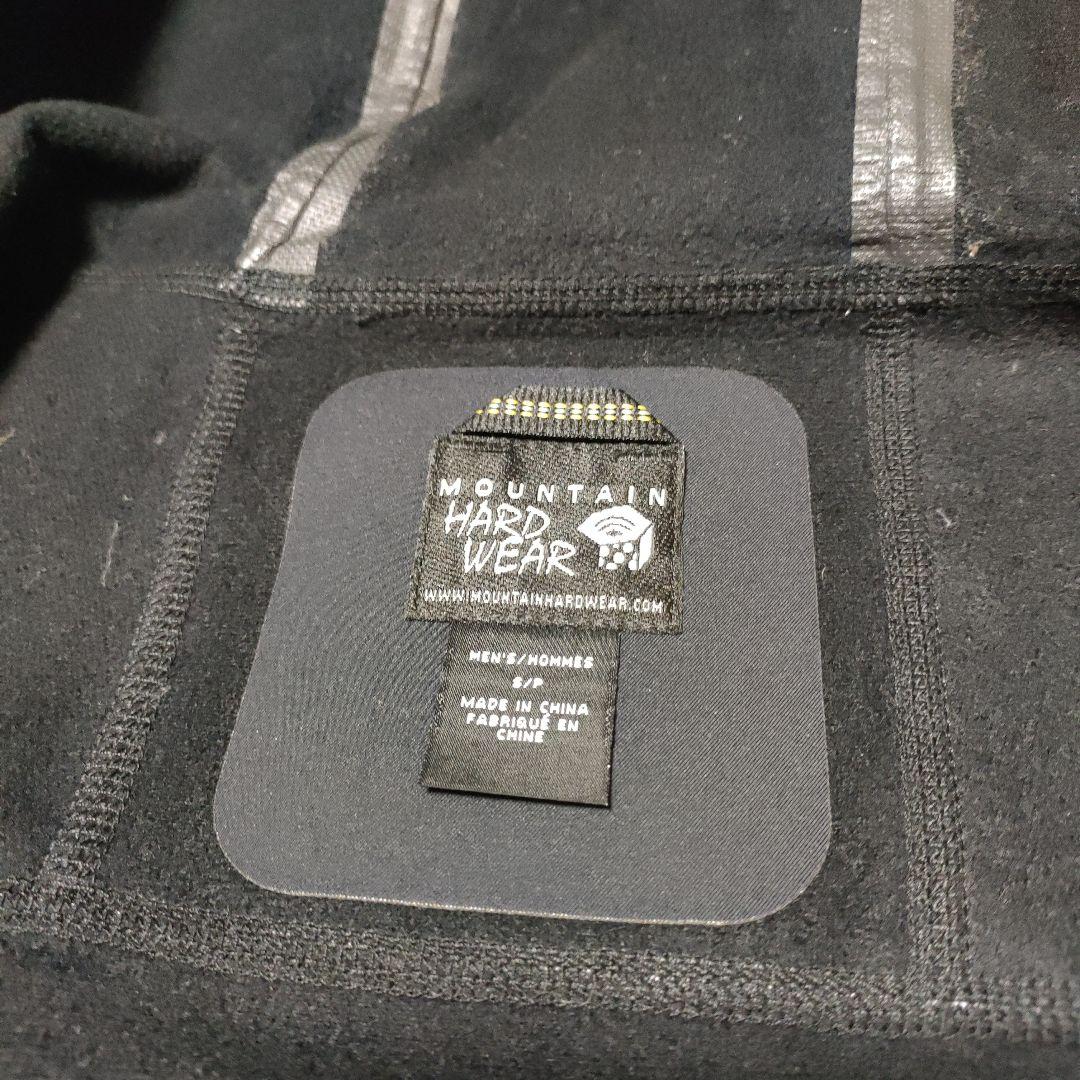 MOUNTAIN
HARD
WEAR
WWW.MOUNTAINHARDWEAR.COM
MEN'S/HOMMES
S/P
MADE IN CHINA
FABRIQUÉ EN
CHINE